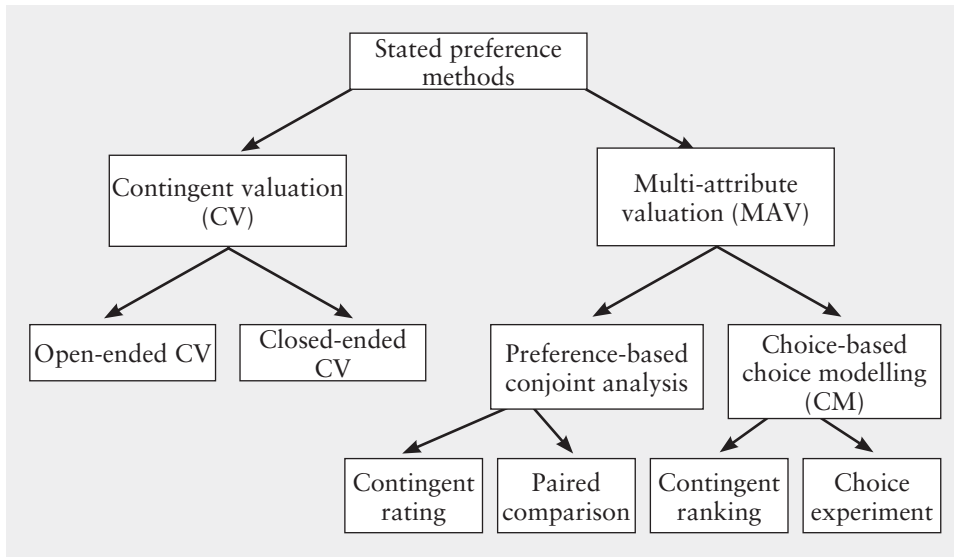 Stated preference
methods
Contingent valuation
(CV)
Multi-attribute
valuation (MAV)
Open-ended CV
Closed-ended
CV
Preference-based
conjoint analysis
Choice-based
choice modelling
(CM)
Contingent
rating
Paired
comparison
Contingent
ranking
Choice
experiment